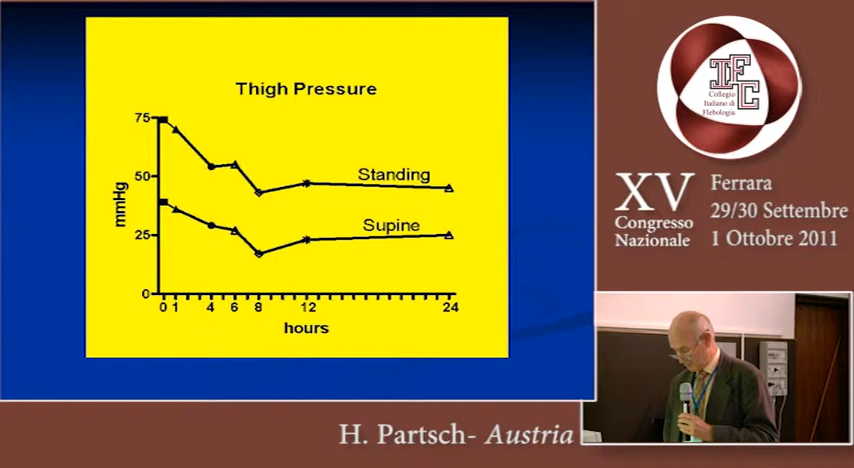 Thigh Pressure
75
50
25
0
mmHg
Standing
Supine
0 1 4 6 8 12 24
hours
IFC
Collegio
Italiano di
Flebologia
XV
Congresso
Nazionale
Ferrara
29/30 Settembre
1 Ottobre 2011
H. Partsch- Austria